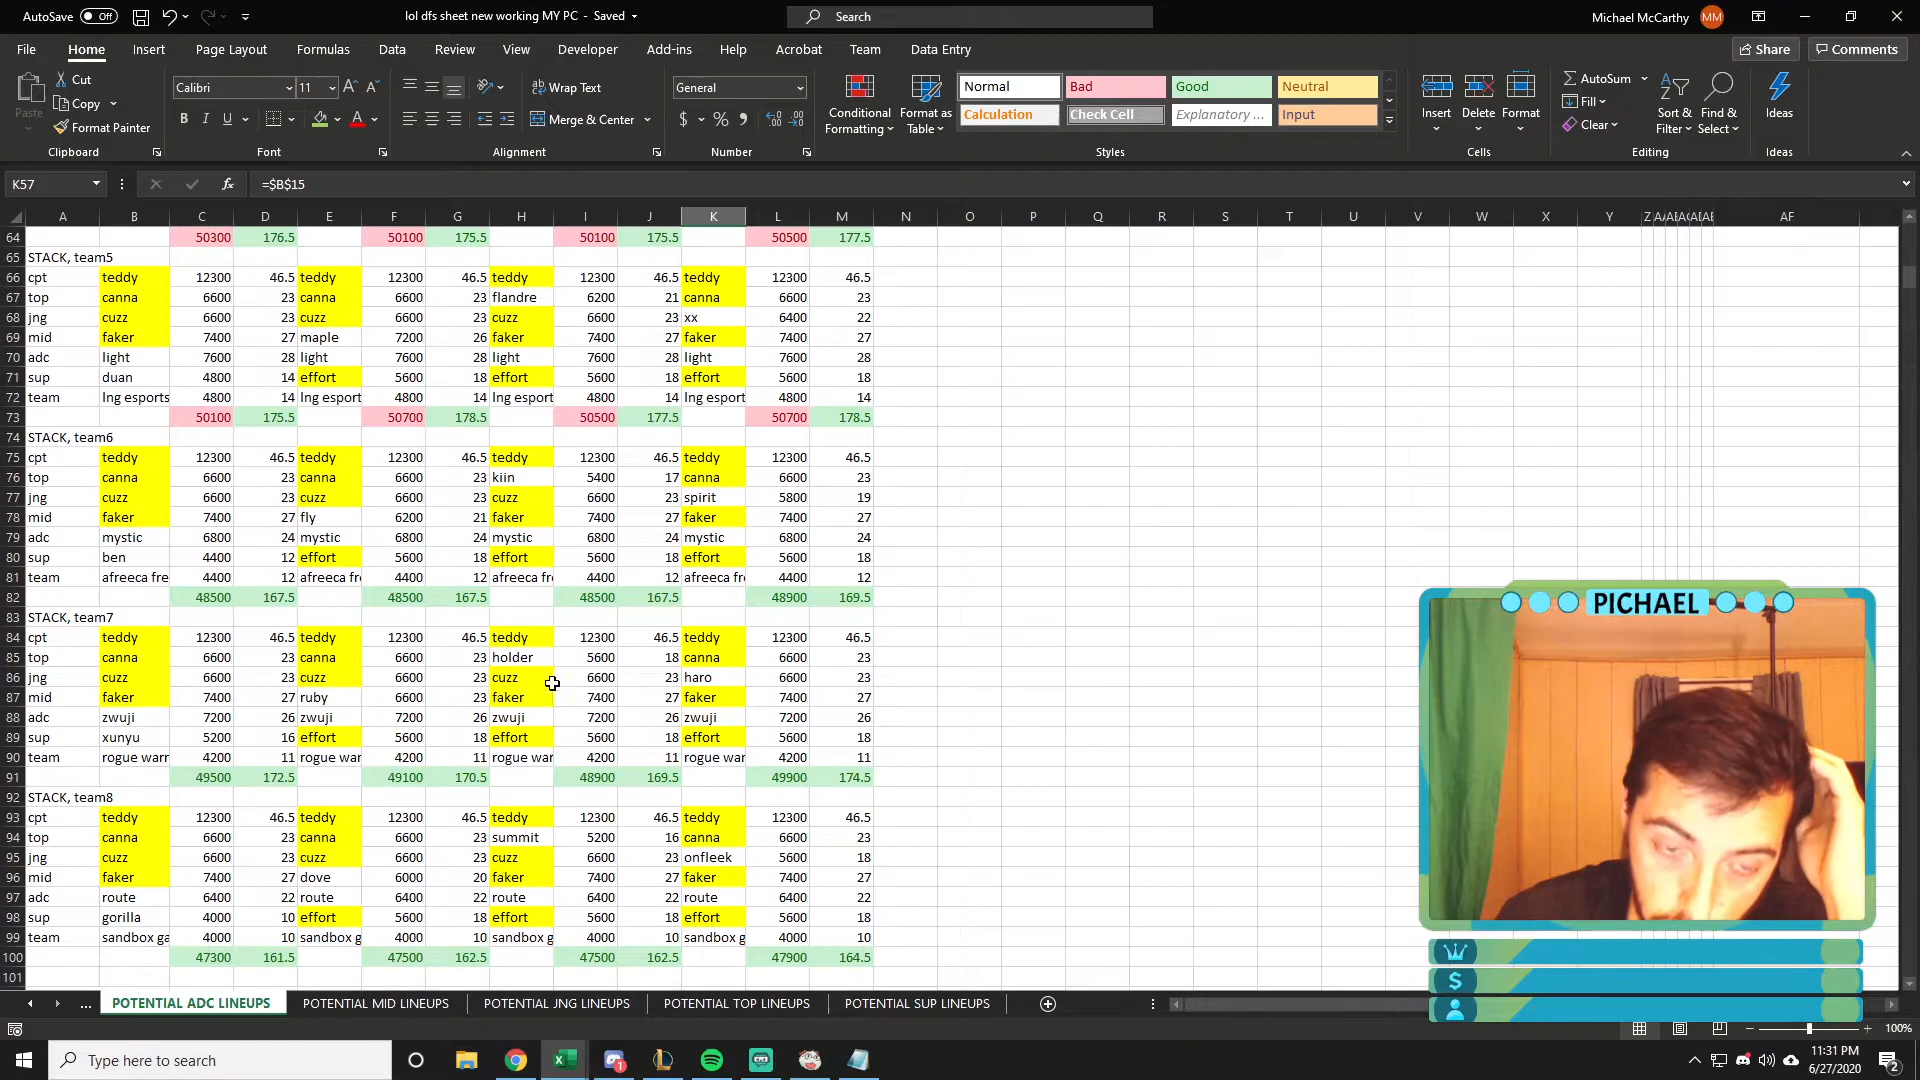 AutoSave Off lol dfs sheet new working MY PC - Saved Search Michael McCarthy MM
File Home Insert Page Layout Formulas Data Review View Developer Add-ins Help Acrobat Team Data Entry Share Comments
Paste Cut Copy Format Painter
Calibri 11
B I U
Wrap Text
Merge & Center
General
$ % 9
Conditional Formatting Format as Table
Normal Bad Good Neutral
Calculation Check Cell Explanatory ... Input
Insert Delete Format
AutoSum Fill Clear
Sort & Filter Find & Select Ideas
Clipboard Font Alignment Number Styles Cells Editing Ideas
K57 fx =$B$15
A B C D E F G H I J K L M N O P Q R S T U V W X Y Z AF
64 50300 176.5 50100 175.5 50100 175.5 50500 177.5
65 STACK, team5
66 cpt teddy 12300 46.5 teddy 12300 46.5 teddy 12300 46.5 teddy 12300 46.5
67 top canna 6600 23 canna 6600 23 flandre 6200 21 canna 6600 23
68 jng cuzz 6600 23 cuzz 6600 23 cuzz 6600 23 xx 6400 22
69 mid faker 7400 27 maple 7200 26 faker 7400 27 faker 7400 27
70 adc light 7600 28 light 7600 28 light 7600 28 light 7600 28
71 sup duan 4800 14 effort 5600 18 effort 5600 18 effort 5600 18
72 team lng esports 4800 14 lng esport 4800 14 lng esport 4800 14 lng esport 4800 14
73 50100 175.5 50700 178.5 50500 177.5 50700 178.5
74 STACK, team6
75 cpt teddy 12300 46.5 teddy 12300 46.5 teddy 12300 46.5 teddy 12300 46.5
76 top canna 6600 23 canna 6600 23 kiin 5400 17 canna 6600 23
77 jng cuzz 6600 23 cuzz 6600 23 cuzz 6600 23 spirit 5800 19
78 mid faker 7400 27 fly 6200 21 faker 7400 27 faker 7400 27
79 adc mystic 6800 24 mystic 6800 24 mystic 6800 24 mystic 6800 24
80 sup ben 4400 12 effort 5600 18 effort 5600 18 effort 5600 18
81 team afreeca fre 4400 12 afreeca fr 4400 12 afreeca fr 4400 12 afreeca fr 4400 12
82 48500 167.5 48500 167.5 48500 167.5 48900 169.5
83 STACK, team7
84 cpt teddy 12300 46.5 teddy 12300 46.5 teddy 12300 46.5 teddy 12300 46.5
85 top canna 6600 23 canna 6600 23 holder 5600 18 canna 6600 23
86 jng cuzz 6600 23 cuzz 6600 23 cuzz 6600 23 haro 6600 23
87 mid faker 7400 27 ruby 6600 23 faker 7400 27 faker 7400 27
88 adc zwuji 7200 26 zwuji 7200 26 zwuji 7200 26 zwuji 7200 26
89 sup xunyu 5200 16 effort 5600 18 effort 5600 18 effort 5600 18
90 team rogue warr 4200 11 rogue war 4200 11 rogue war 4200 11 rogue war 4200 11
91 49500 172.5 49100 170.5 48900 169.5 49900 174.5
92 STACK, team8
93 cpt teddy 12300 46.5 teddy 12300 46.5 teddy 12300 46.5 teddy 12300 46.5
94 top canna 6600 23 canna 6600 23 summit 5200 16 canna 6600 23
95 jng cuzz 6600 23 cuzz 6600 23 cuzz 6600 23 onfleek 5600 18
96 mid faker 7400 27 dove 6000 20 faker 7400 27 faker 7400 27
97 adc route 6400 22 route 6400 22 route 6400 22 route 6400 22
98 sup gorilla 4000 10 effort 5600 18 effort 5600 18 effort 5600 18
99 team sandbox ga 4000 10 sandbox g 4000 10 sandbox g 4000 10 sandbox g 4000 10
100 47300 161.5 47500 162.5 47500 162.5 47900 164.5
101
PICHAEL
... POTENTIAL ADC LINEUPS POTENTIAL MID LINEUPS POTENTIAL JNG LINEUPS POTENTIAL TOP LINEUPS POTENTIAL SUP LINEUPS
100%
Type here to search 1 11:31 PM
6/27/2020 2